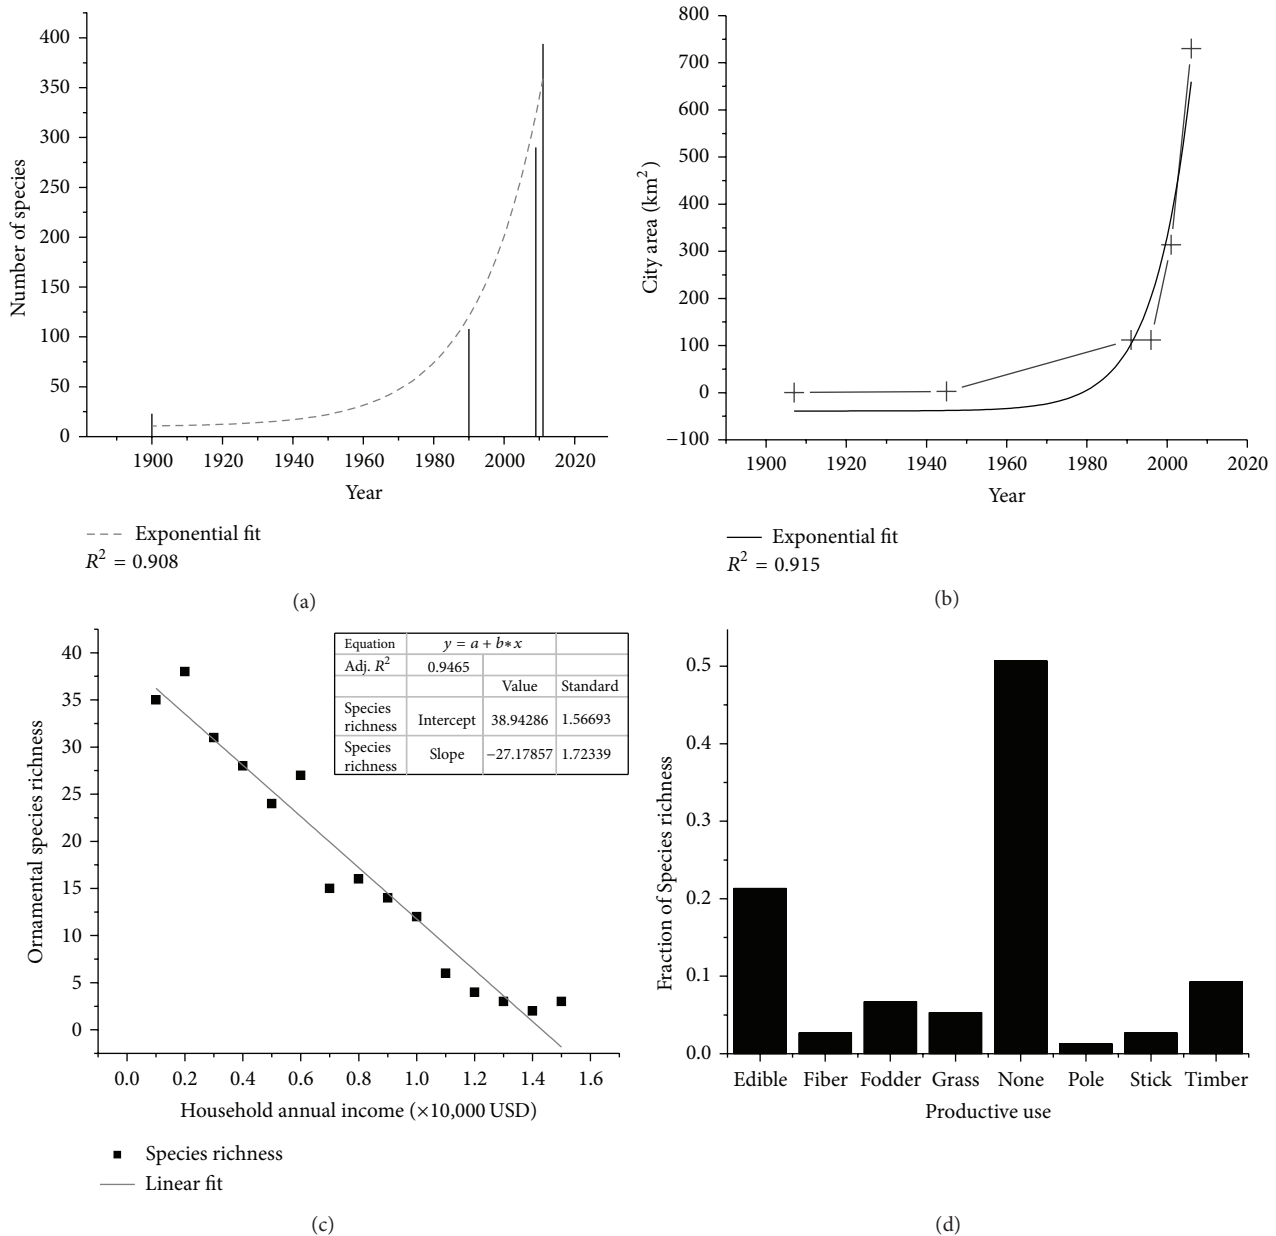 400
350
300
250
200
150
100
50
0
Number of species
1900 1920 1940 1960 1980 2000 2020
Year
Exponential fit
R² = 0.908
(a)
800
700
600
500
400
300
200
100
0
−100
City area (km²)
1900 1920 1940 1960 1980 2000 2020
Year
Exponential fit
R² = 0.915
(b)
40
35
30
25
20
15
10
5
0
Ornamental species richness
Equation y = a + b∗x
Adj. R² 0.9465
Value Standard
Species
richness Intercept 38.94286 1.56693
Species
richness Slope −27.17857 1.72339
0.0 0.2 0.4 0.6 0.8 1.0 1.2 1.4 1.6
Household annual income (×10,000 USD)
Species richness
Linear fit
(c)
0.5
0.4
0.3
0.2
0.1
0.0
Fraction of Species richness
Edible Fiber Fodder Grass None Pole Stick Timber
Productive use
(d)